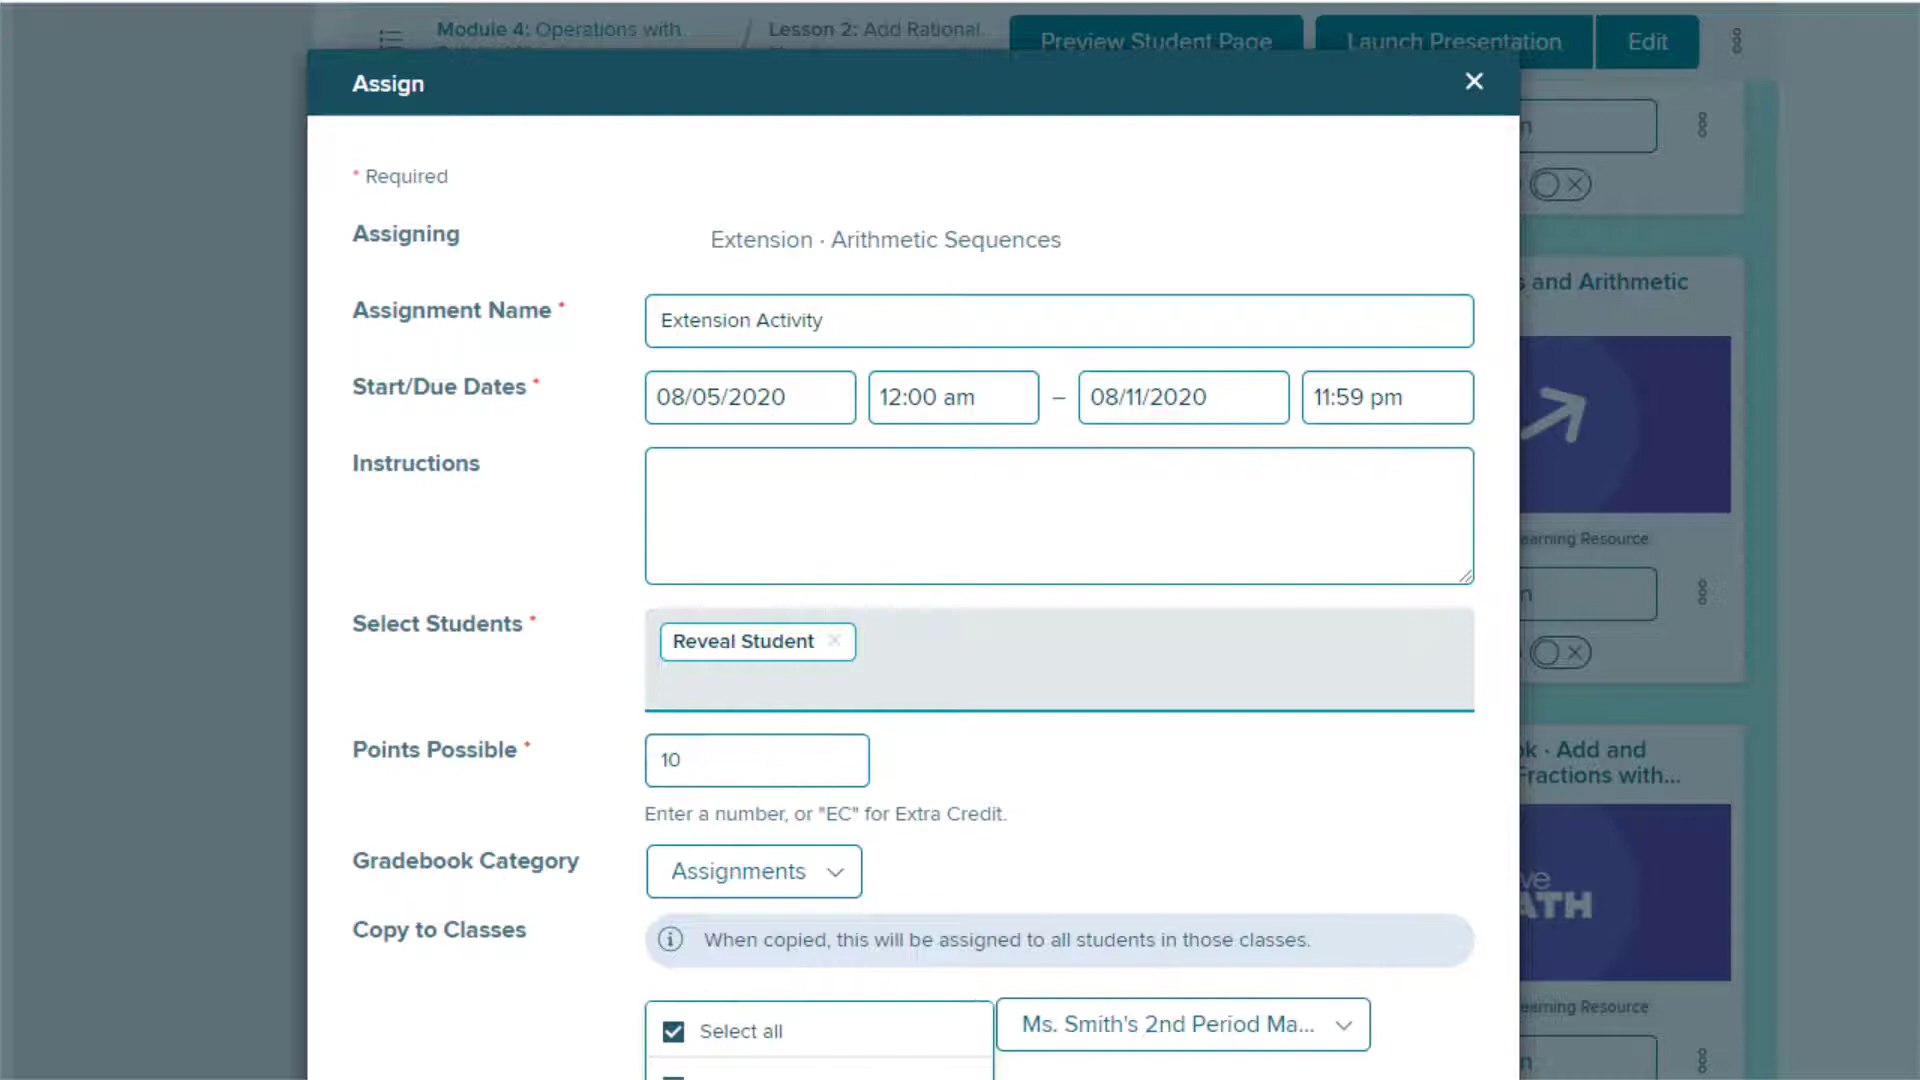 Module 4: Operations with
Lesson 2: Add Rational...
Preview Student Page
Launch Presentation
Edit
Assign
* Required
Assigning
Extension · Arithmetic Sequences
Assignment Name *
Extension Activity
Start/Due Dates *
08/05/2020
12:00 am
–
08/11/2020
11:59 pm
Instructions
Select Students *
Reveal Student
Points Possible *
10
Enter a number, or "EC" for Extra Credit.
Gradebook Category
Assignments
Copy to Classes
When copied, this will be assigned to all students in those classes.
Select all
Ms. Smith's 2nd Period Ma...
and Arithmetic
Resource
· Add and
Fractions with...
Resource